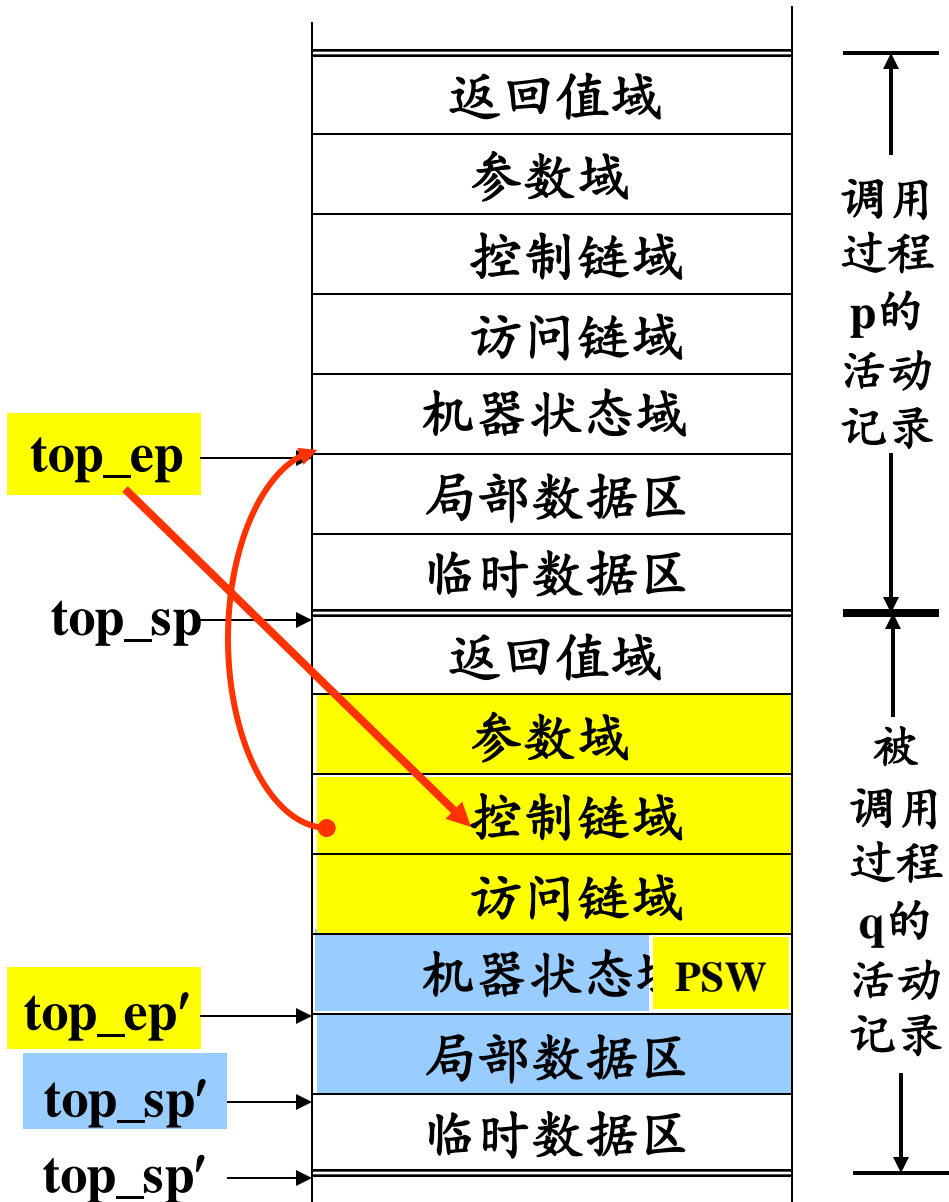 返回值域
参数域
控制链域
访问链域
机器状态域
局部数据区
临时数据区
返回值域
参数域
控制链域
访问链域
机器状态域
PSW
局部数据区
临时数据区
top_ep
top_sp
top_ep′
top_sp′
top_sp′
调用
过程
p的
活动
记录
被
调用
过程
q的
活动
记录